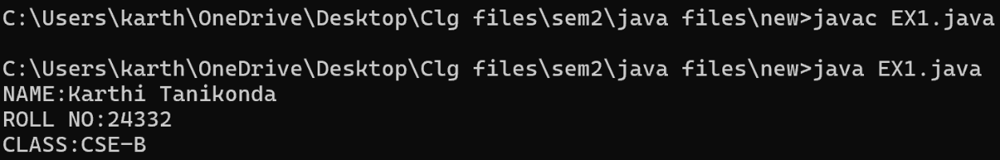 C:\Users\karth\OneDrive\Desktop\Clg files\sem2\java files\new>javac EX1.java
C:\Users\karth\OneDrive\Desktop\Clg files\sem2\java files\new>java EX1.java
NAME:Karthi Tanikonda
ROLL NO:24332
CLASS:CSE-B